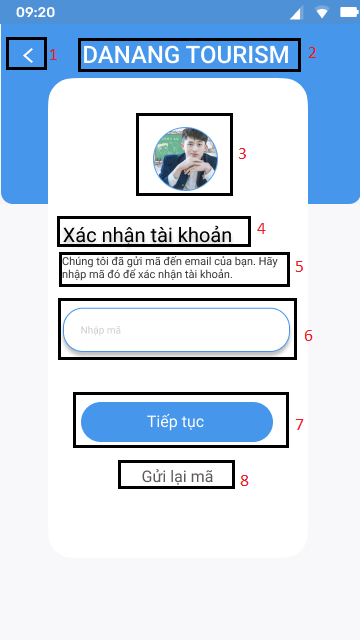 09:20
1
DANANG TOURISM 2
3
Xác nhận tài khoản 4
Chúng tôi đã gửi mã đến email của bạn. Hãy
nhập mã đó để xác nhận tài khoản. 5
Nhập mã 6
Tiếp tục 7
Gửi lại mã 8